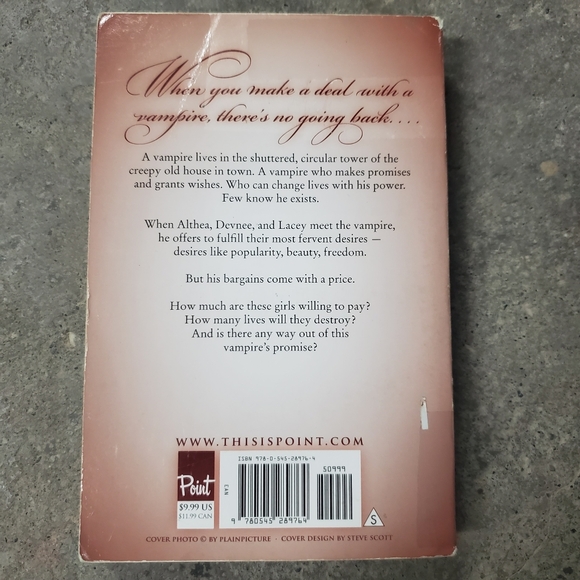 When you make a deal with a
vampire, there's no going back....
A vampire lives in the shuttered, circular tower of the
creepy old house in town. A vampire who makes promises
and grants wishes. Who can change lives with his power.
Few know he exists.
When Althea, Devnee, and Lacey meet the vampire,
he offers to fulfill their most fervent desires —
desires like popularity, beauty, freedom.
But his bargains come with a price.
How much are these girls willing to pay?
How many lives will they destroy?
And is there any way out of this
vampire's promise?
WWW.THISISPOINT.COM
ISBN 978-0-545-28976-4
50999
Point
EAN
$9.99 US
$11.99 CAN
9 780545 289764
S
COVER PHOTO © BY PLAINPICTURE · COVER DESIGN BY STEVE SCOTT